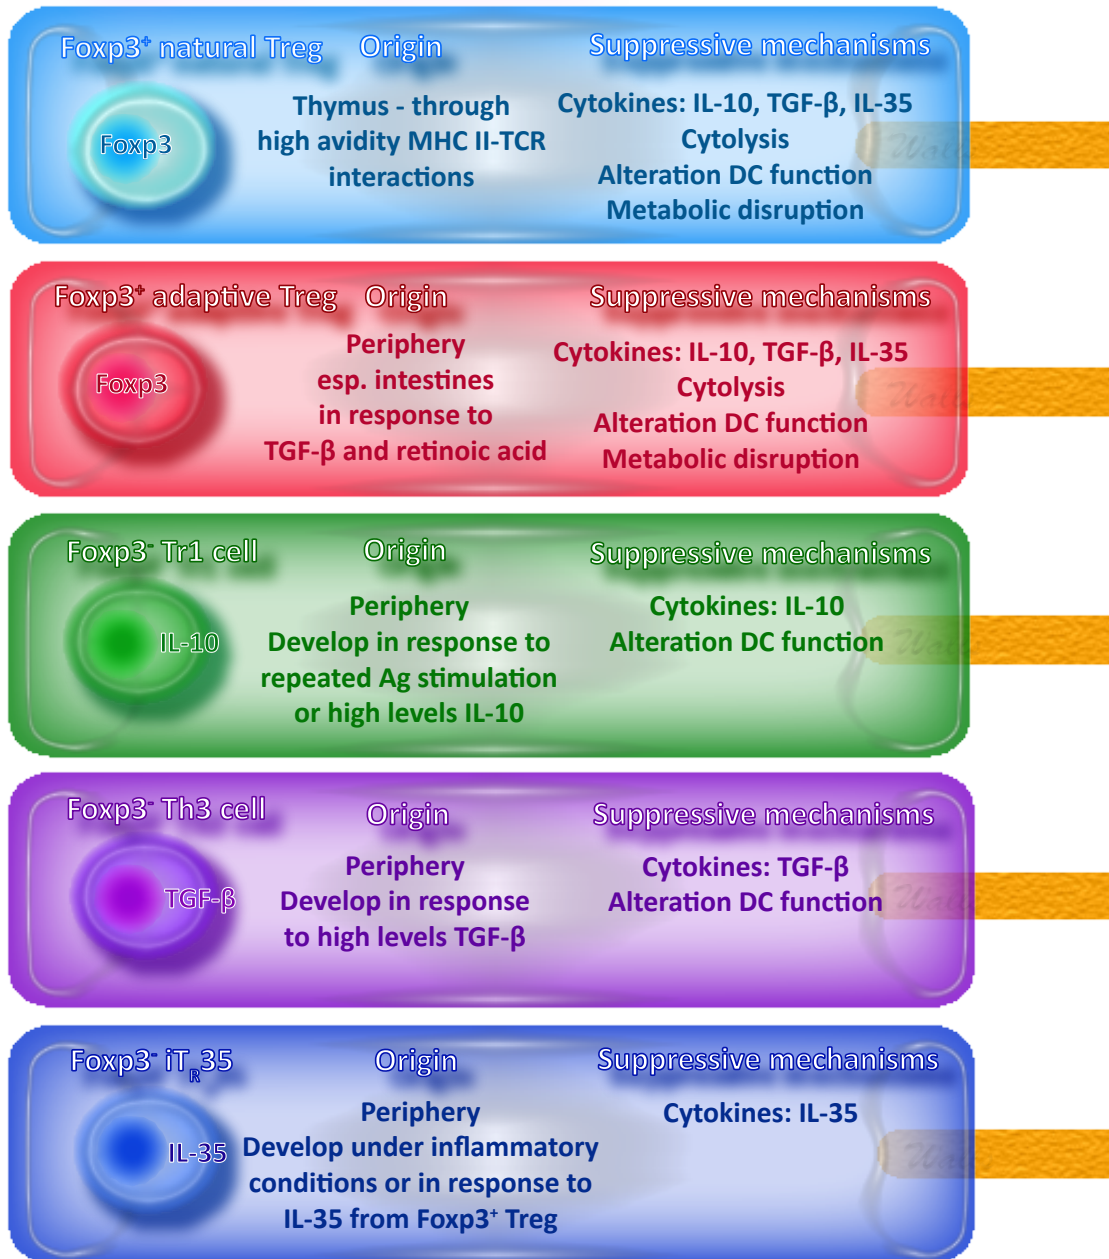 Foxp3⁺ natural Treg
Origin
Suppressive mechanisms
Foxp3
Thymus - through
high avidity MHC II-TCR
interactions
Cytokines: IL-10, TGF-β, IL-35
Cytolysis
Alteration DC function
Metabolic disruption
Foxp3⁺ adaptive Treg
Origin
Suppressive mechanisms
Foxp3
Periphery
esp. intestines
in response to
TGF-β and retinoic acid
Cytokines: IL-10, TGF-β, IL-35
Cytolysis
Alteration DC function
Metabolic disruption
Foxp3⁻ Tr1 cell
Origin
Suppressive mechanisms
IL-10
Periphery
Develop in response to
repeated Ag stimulation
or high levels IL-10
Cytokines: IL-10
Alteration DC function
Foxp3⁻ Th3 cell
Origin
Suppressive mechanisms
TGF-β
Periphery
Develop in response
to high levels TGF-β
Cytokines: TGF-β
Alteration DC function
Foxp3⁻ iTR35
Origin
Suppressive mechanisms
IL-35
Periphery
Develop under inflammatory
conditions or in response to
IL-35 from Foxp3⁺ Treg
Cytokines: IL-35